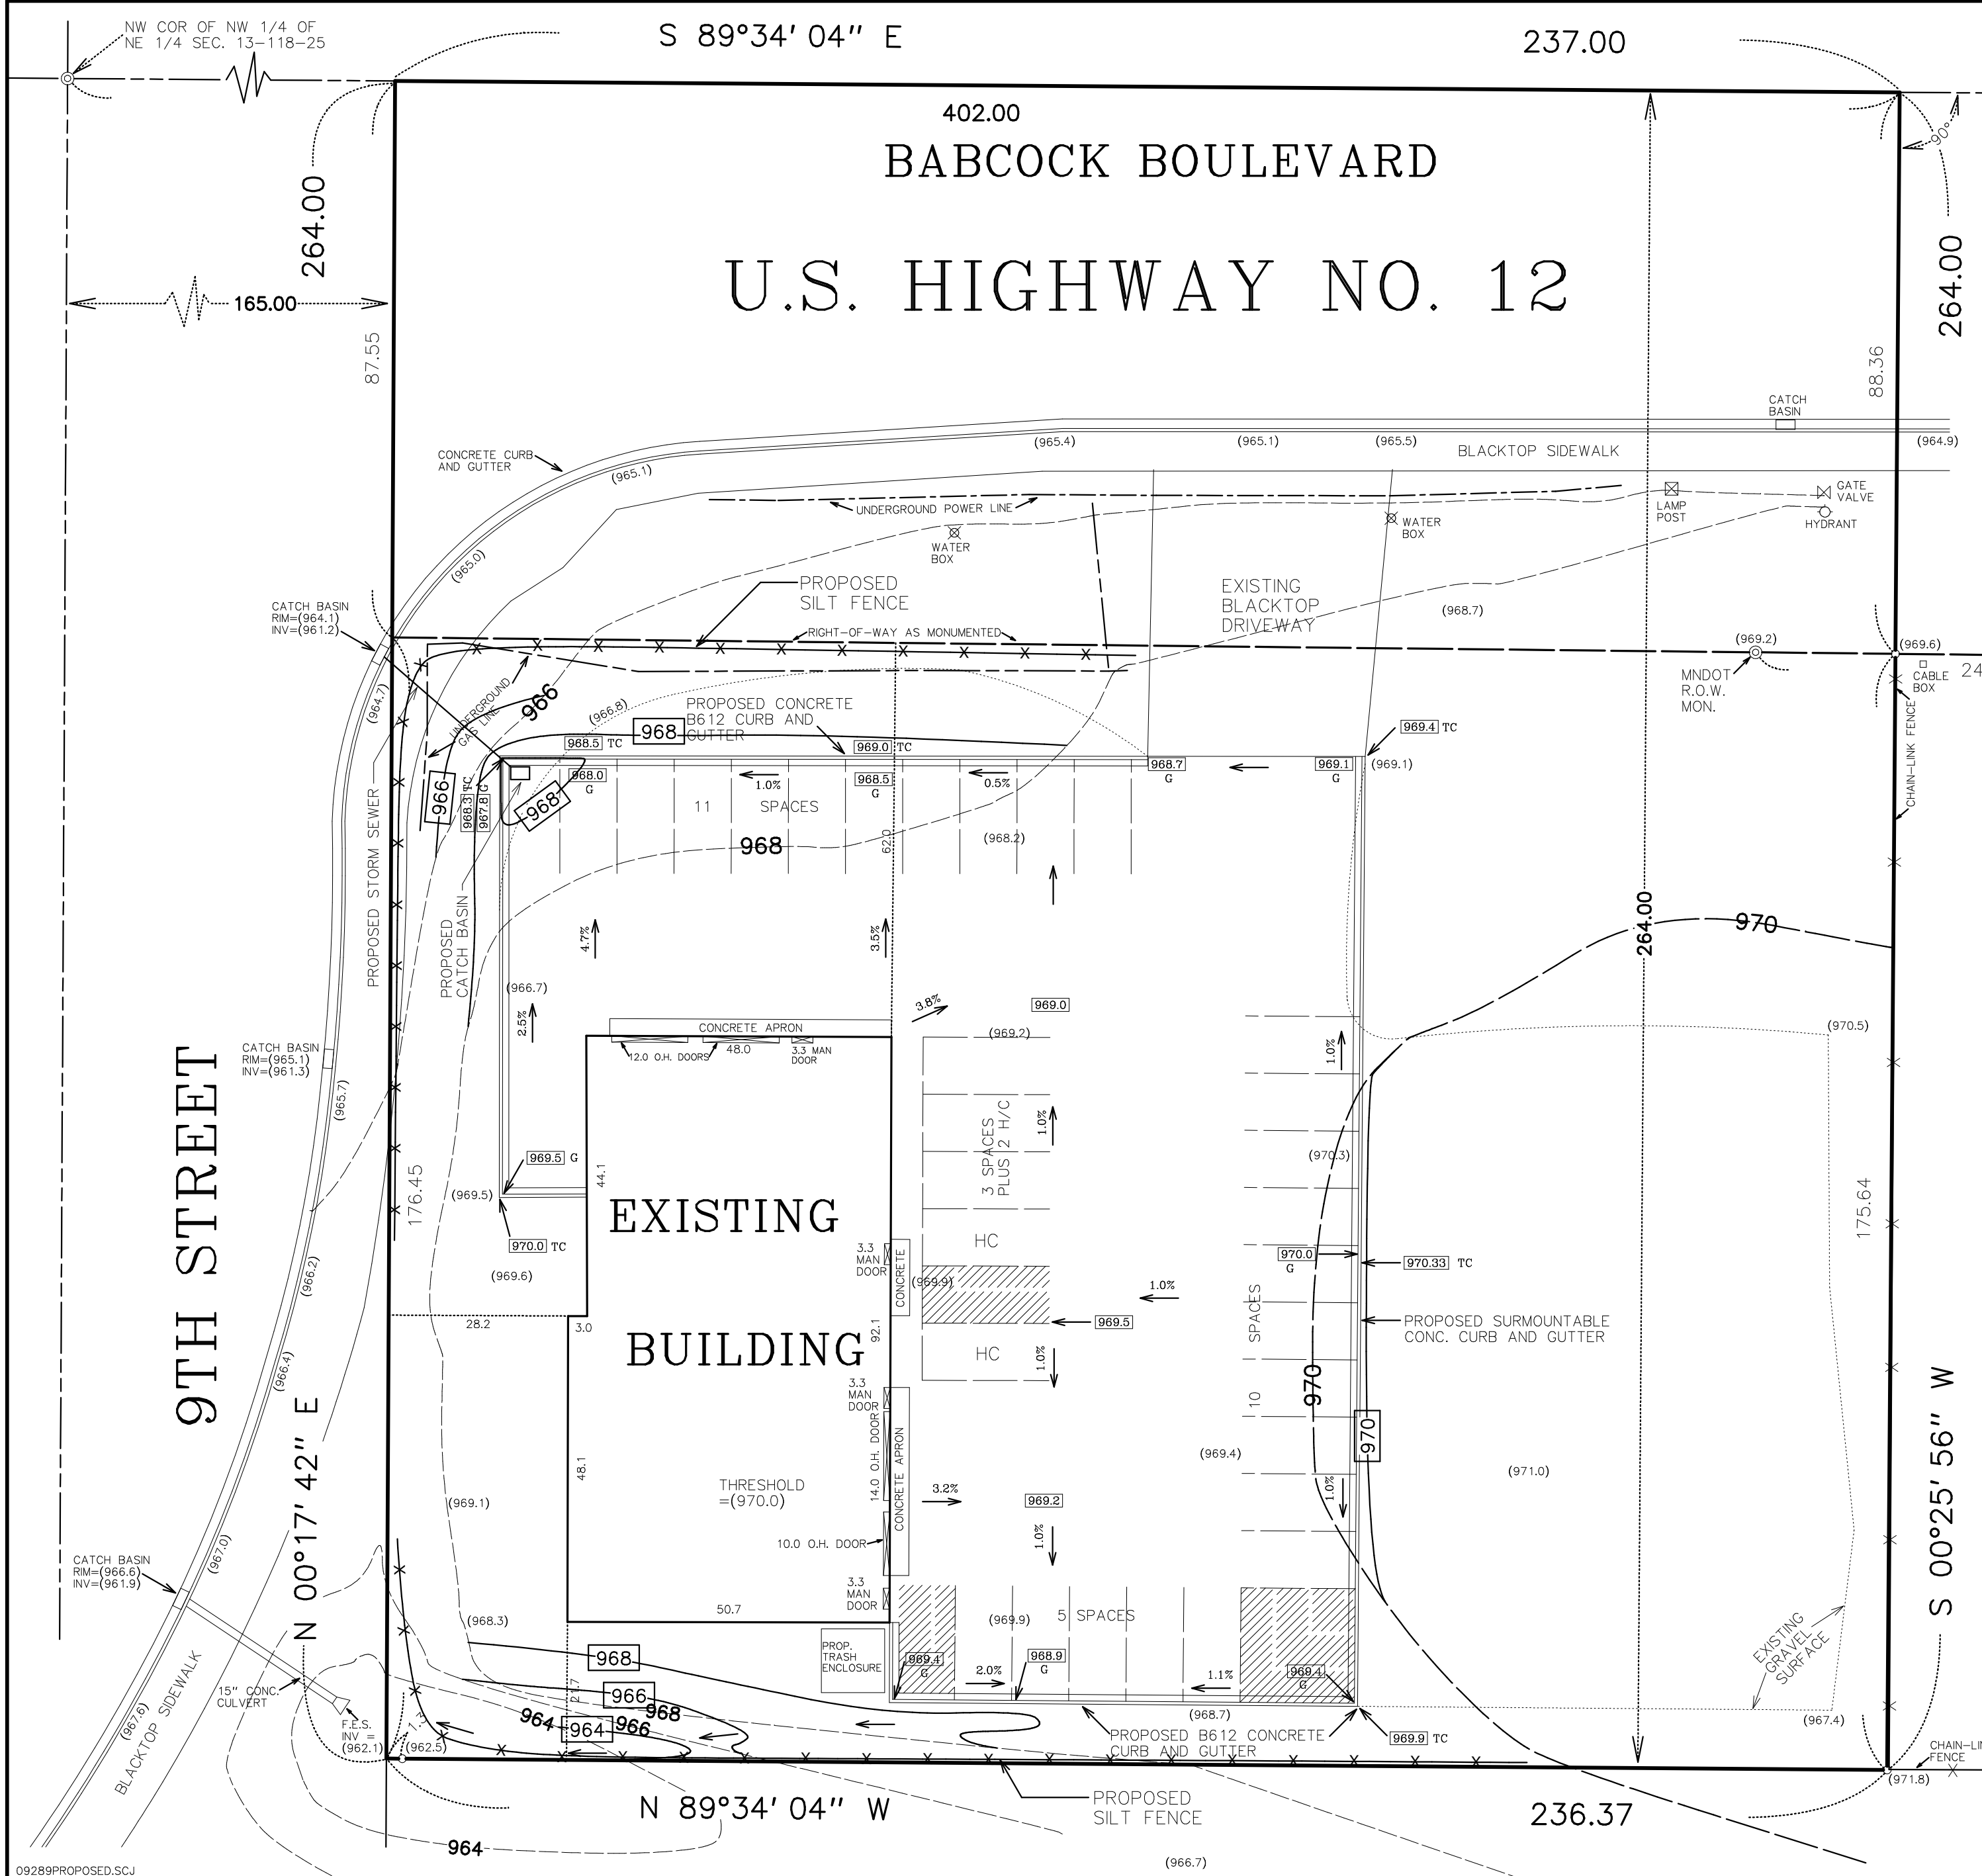 NW COR OF NW 1/4 OF
NE 1/4 SEC. 13-118-25
S 89°34' 04" E
237.00
402.00
BABCOCK BOULEVARD
264.00
90°
U.S. HIGHWAY NO. 12
264.00
165.00
87.55
88.36
CATCH
BASIN
CONCRETE CURB
AND GUTTER
(965.1)
(965.4)
(965.1)
(965.5)
(964.9)
BLACKTOP SIDEWALK
UNDERGROUND POWER LINE
WATER
BOX
WATER
BOX
LAMP
POST
GATE
VALVE
HYDRANT
(965.0)
PROPOSED
SILT FENCE
EXISTING
BLACKTOP
DRIVEWAY
(968.7)
CATCH BASIN
RIM=(964.1)
INV=(961.2)
RIGHT-OF-WAY AS MONUMENTED
(969.2)
(969.6)
MNDOT
R.O.W.
MON.
CABLE
BOX
24
(964.7)
UNDERGROUND
GAS LINE
966
(966.8)
PROPOSED CONCRETE
B612 CURB AND
GUTTER
968
968.5 TC
969.0 TC
969.4 TC
(969.1)
CHAIN-LINK FENCE
966
968.3 TC
967.8 G
968
968.0
G
1.0%
968.5
G
0.5%
968.7
G
969.1
G
11 SPACES
968
62.0
(968.2)
PROPOSED STORM SEWER
PROPOSED
CATCH BASIN
4.7%
3.5%
264.00
970
(966.7)
2.5%
3.8%
969.0
(969.2)
(970.5)
CONCRETE APRON
12.0 O.H. DOORS
48.0
3.3 MAN
DOOR
1.0%
CATCH BASIN
RIM=(965.1)
INV=(961.3)
(965.7)
9TH STREET
3 SPACES
PLUS 2 H/C
1.0%
(970.3)
969.5 G
44.1
(969.5)
176.45
175.64
EXISTING
970.0 TC
HC
3.3
MAN
DOOR
CONCRETE
970.0
G
970.33 TC
(966.2)
(969.6)
(969.9)
1.0%
SPACES
28.2
3.0
92.1
969.5
PROPOSED SURMOUNTABLE
CONC. CURB AND GUTTER
BUILDING
HC
1.0%
(966.4)
3.3
MAN
DOOR
10
970
970
N 00°17' 42" E
S 00°25' 56" W
48.1
14.0 O.H. DOOR
CONCRETE APRON
(969.4)
(971.0)
THRESHOLD
=(970.0)
(969.1)
3.2%
969.2
1.0%
1.0%
10.0 O.H. DOOR
(967.0)
CATCH BASIN
RIM=(966.6)
INV=(961.9)
3.3
MAN
DOOR
50.7
(968.3)
(969.9)
5 SPACES
EXISTING
GRAVEL
SURFACE
968
PROP.
TRASH
ENCLOSURE
969.4
G
2.0%
968.9
G
1.1%
969.4
G
BLACKTOP SIDEWALK
15" CONC.
CULVERT
21.7
966
968
(967.6)
F.E.S.
INV =
(962.1)
1.3
(962.5)
964
964
966
(968.7)
(967.4)
PROPOSED B612 CONCRETE
CURB AND GUTTER
969.9 TC
CHAIN-LIN
FENCE
(971.8)
N 89°34' 04" W
PROPOSED
SILT FENCE
236.37
964
(966.7)
09289PROPOSED.SCJ